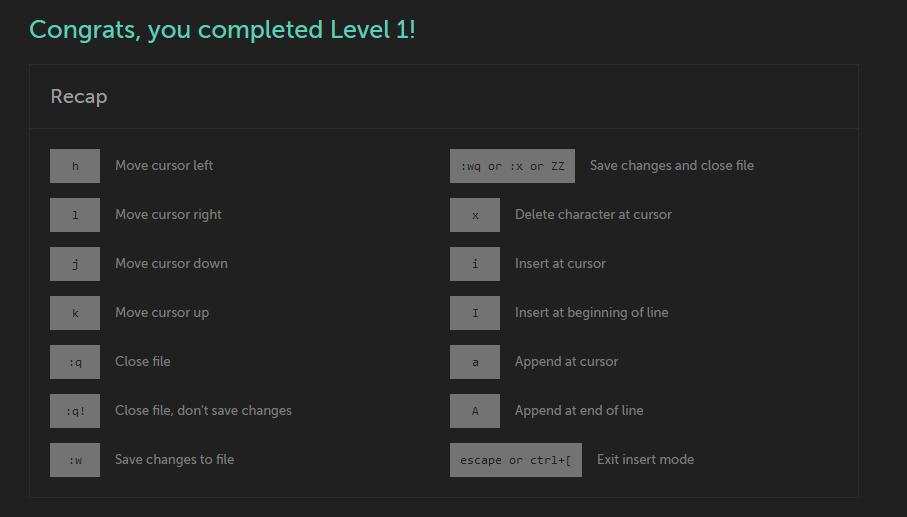 Congrats, you completed Level 1!
Recap
h Move cursor left
l Move cursor right
j Move cursor down
k Move cursor up
:q Close file
:q! Close file, don't save changes
:w Save changes to file
:wq or :x or ZZ Save changes and close file
x Delete character at cursor
i Insert at cursor
I Insert at beginning of line
a Append at cursor
A Append at end of line
escape or ctrl+[ Exit insert mode